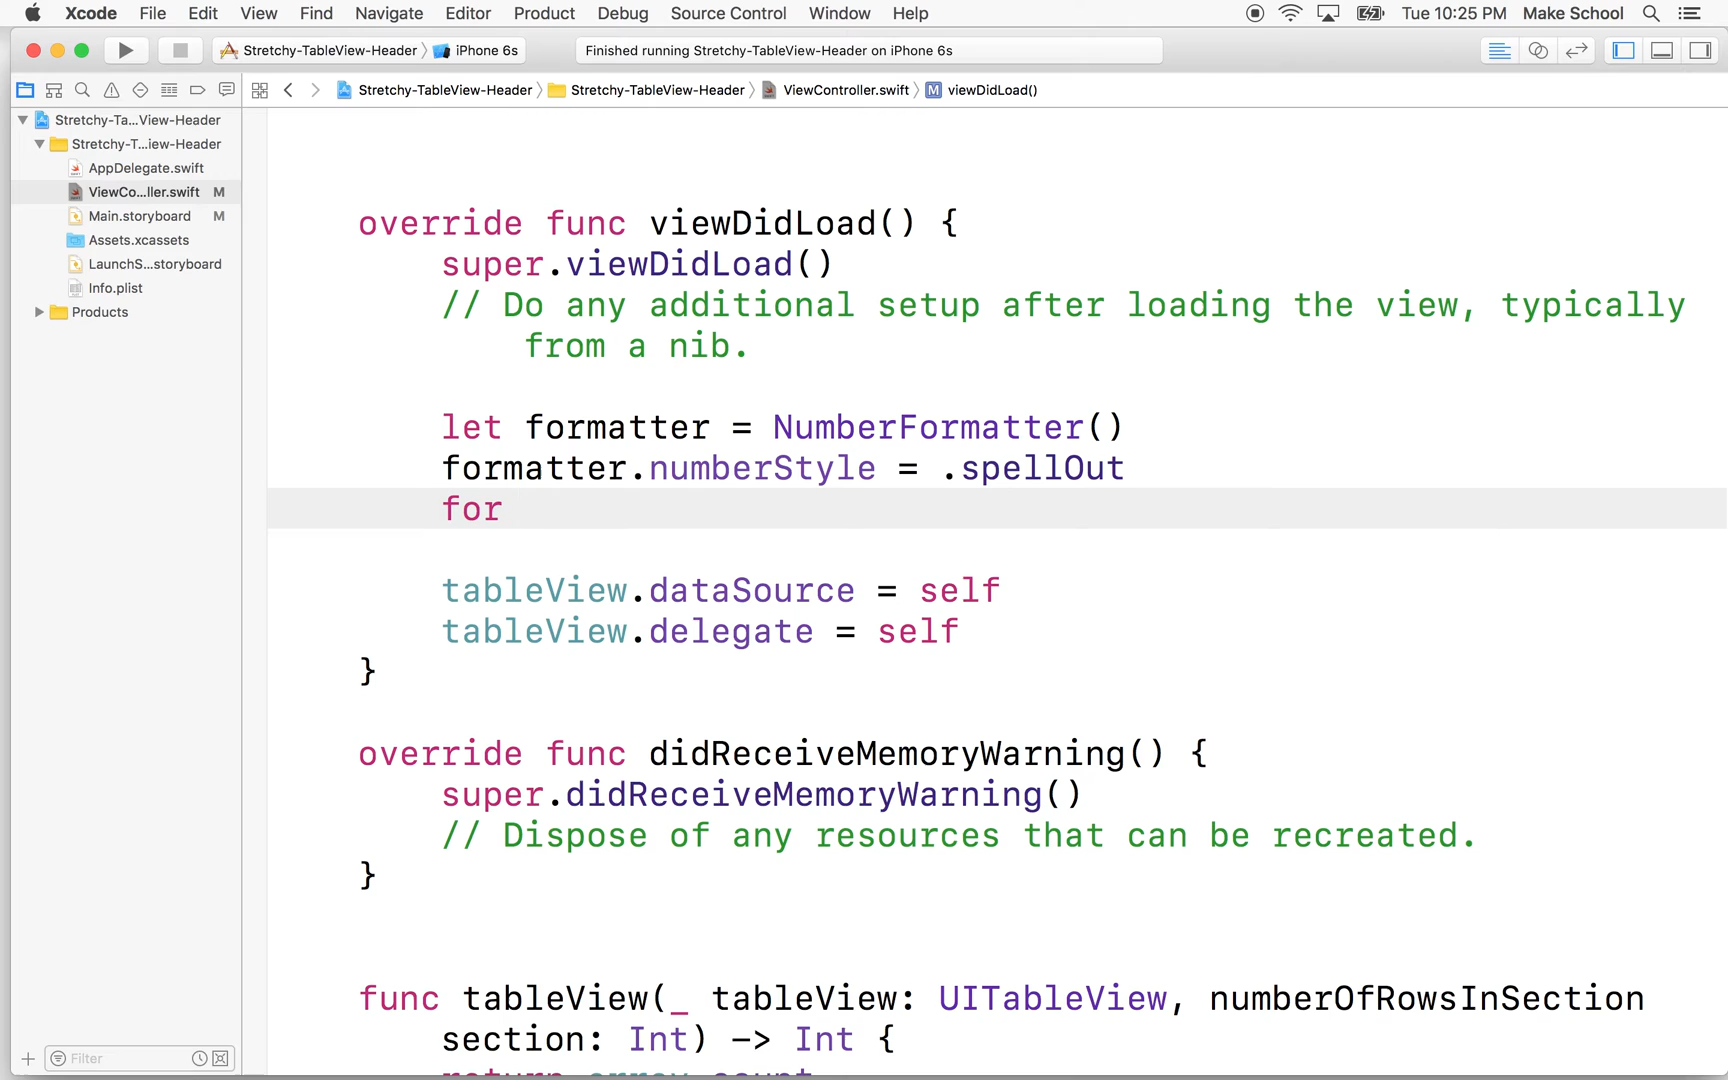 Xcode File Edit View Find Navigate Editor Product Debug Source Control Window Help Tue 10:25 PM Make School
Stretchy-TableView-Header iPhone 6s Finished running Stretchy-TableView-Header on iPhone 6s
Stretchy-TableView-Header Stretchy-TableView-Header ViewController.swift M viewDidLoad()
Stretchy-Ta...View-Header
Stretchy-T...iew-Header
AppDelegate.swift
ViewCo...ller.swift M
Main.storyboard M
Assets.xcassets
LaunchS...storyboard
Info.plist
Products
Filter
override func viewDidLoad() {
super.viewDidLoad()
// Do any additional setup after loading the view, typically
from a nib.
let formatter = NumberFormatter()
formatter.numberStyle = .spellOut
for
tableView.dataSource = self
tableView.delegate = self
}
override func didReceiveMemoryWarning() {
super.didReceiveMemoryWarning()
// Dispose of any resources that can be recreated.
}
func tableView(_ tableView: UITableView, numberOfRowsInSection
section: Int) -> Int {
return array.count